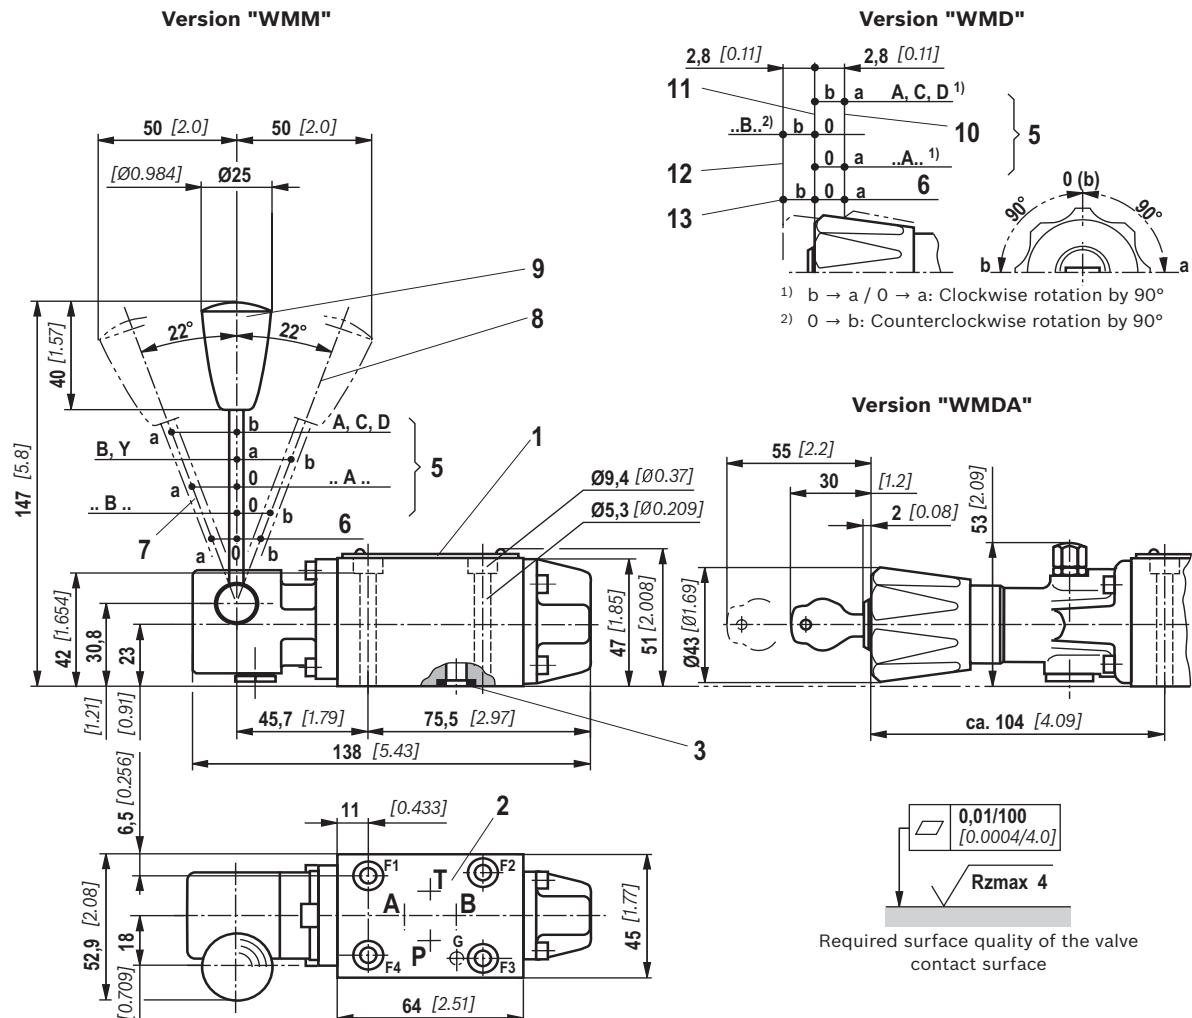 Version "WMM"
50 [2.0]
50 [2.0]
[Ø0.984]
Ø25
9
8
22°
22°
40 [1.57]
147 [5.8]
a
b
A, C, D
B, Y
a
b
a
0
.. A ..
.. B ..
0
b
a
0
b
5
6
7
1
Ø9,4 [Ø0.37]
Ø5,3 [Ø0.209]
42 [1.654]
30,8
[1.21]
23
[0.91]
47 [1.85]
51 [2.008]
45,7 [1.79]
75,5 [2.97]
138 [5.43]
3
6,5 [0.256]
11 [0.433]
2
F1
F2
T
A
B
P
G
F4
F3
52,9 [2.08]
18
[0.709]
45 [1.77]
64 [2.51]
Version "WMD"
2,8 [0.11]
2,8 [0.11]
11
b
a
A, C, D 1)
10
5
..B..2)
b
0
12
0
a
..A.. 1)
13
b
0
a
6
0 (b)
90°
90°
b
a
1) b → a / 0 → a: Clockwise rotation by 90°
2) 0 → b: Counterclockwise rotation by 90°
Version "WMDA"
55 [2.2]
30 [1.2]
2 [0.08]
53 [2.09]
Ø43 [Ø1.69]
ca. 104 [4.09]
0,01/100
[0.0004/4.0]
Rzmax 4
Required surface quality of the valve
contact surface